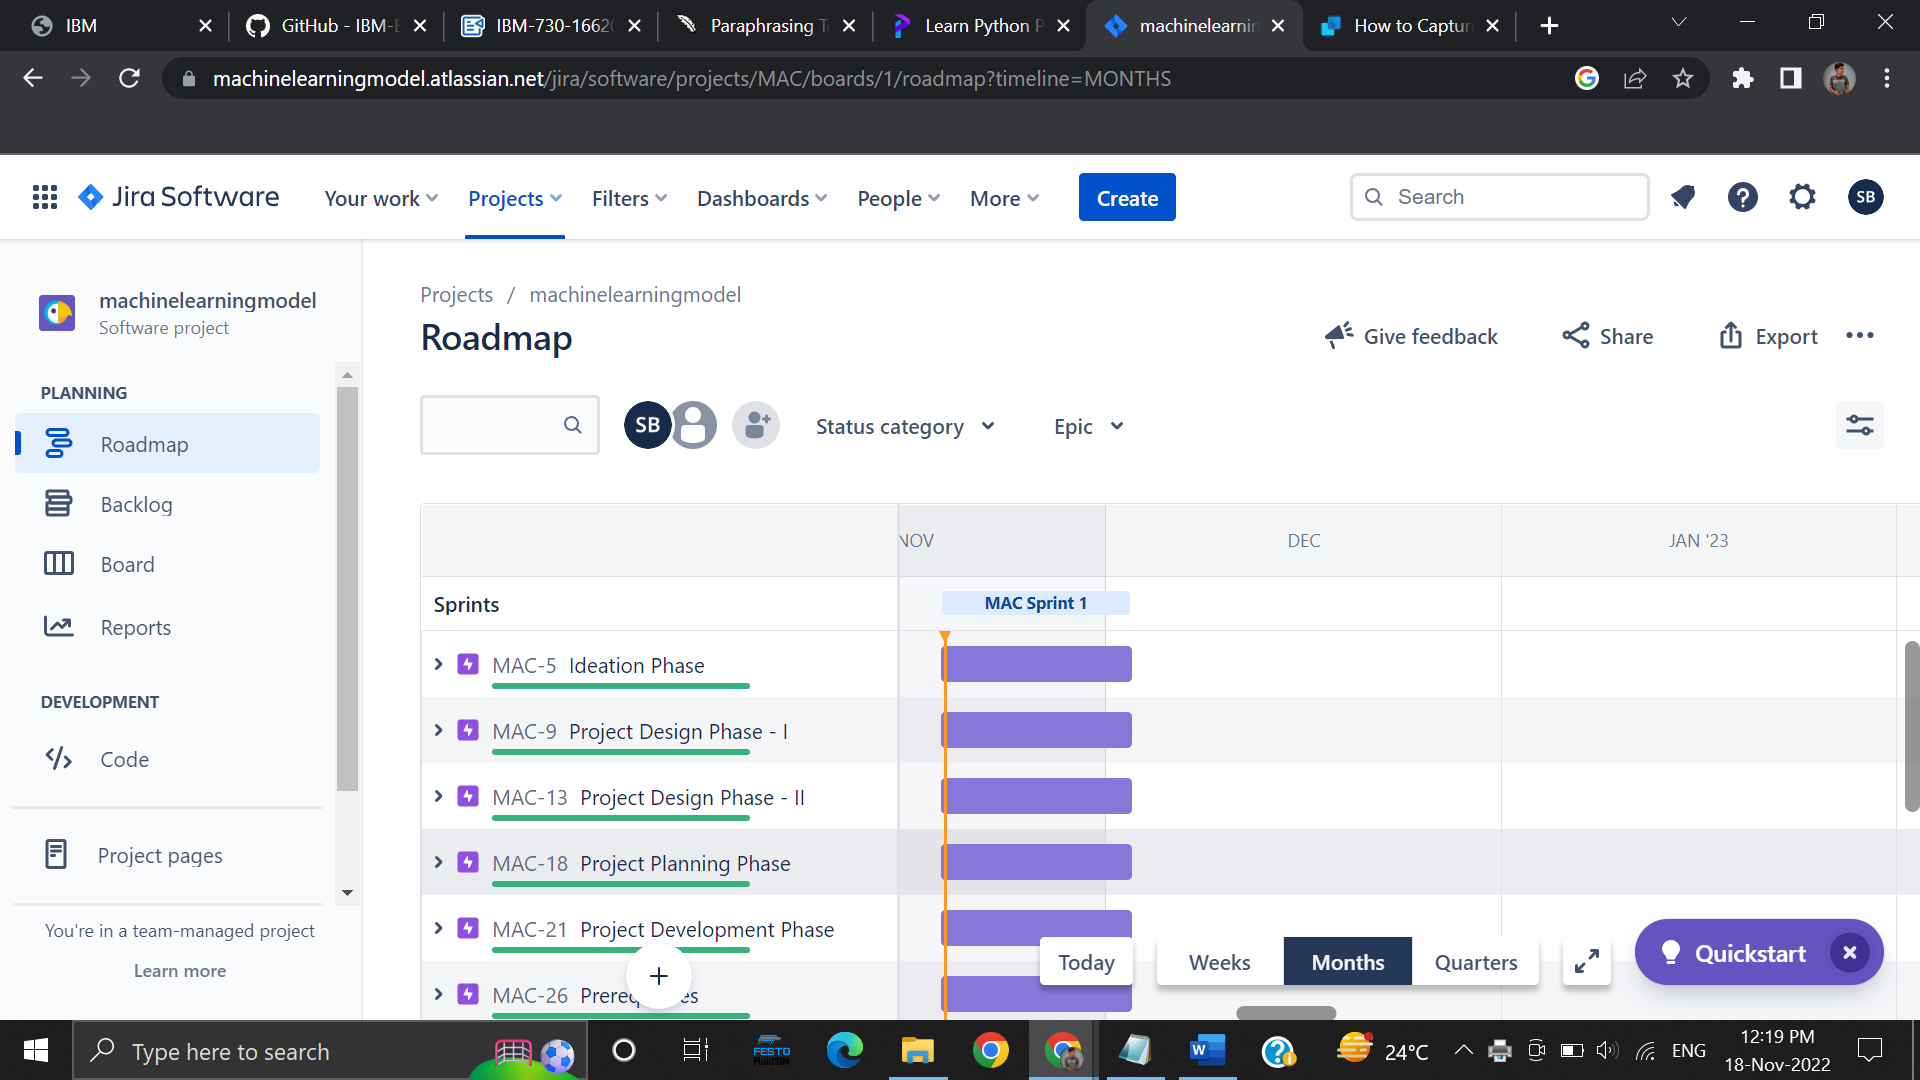 IBM
GitHub - IBM-E
IBM-730-1662
Paraphrasing T
Learn Python P
machinelearnin
How to Captur
machinelearningmodel.atlassian.net/jira/software/projects/MAC/boards/1/roadmap?timeline=MONTHS
Jira Software
Your work
Projects
Filters
Dashboards
People
More
Create
Search
SB
machinelearningmodel
Software project
PLANNING
Roadmap
Backlog
Board
Reports
DEVELOPMENT
Code
Project pages
You're in a team-managed project
Learn more
Projects / machinelearningmodel
Roadmap
Give feedback
Share
Export
SB
Status category
Epic
NOV
DEC
JAN '23
Sprints
MAC Sprint 1
MAC-5 Ideation Phase
MAC-9 Project Design Phase - I
MAC-13 Project Design Phase - II
MAC-18 Project Planning Phase
MAC-21 Project Development Phase
MAC-26
Today
Weeks
Months
Quarters
Quickstart
Type here to search
FESTO
24°C
ENG
12:19 PM
18-Nov-2022